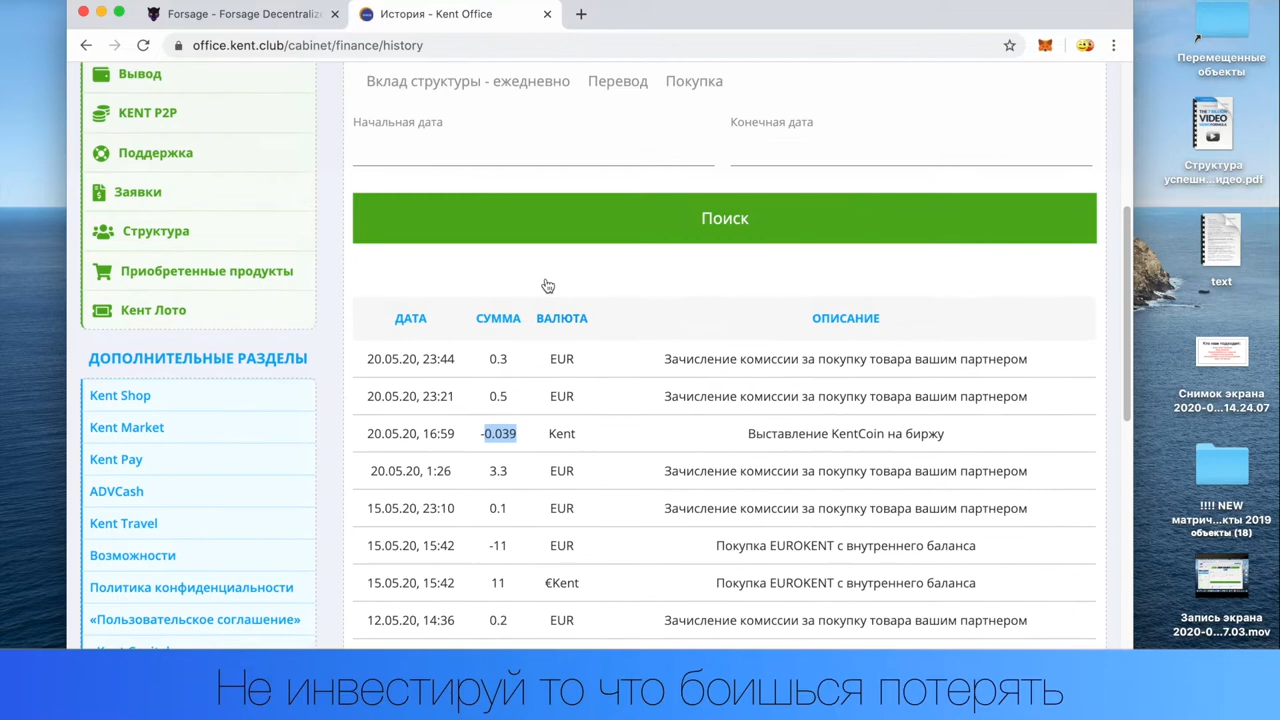 Forsage - Forsage Decentraliz
История - Kent Office
office.kent.club/cabinet/finance/history
Вывод
KENT P2P
Поддержка
Заявки
Структура
Приобретенные продукты
Кент Лото
ДОПОЛНИТЕЛЬНЫЕ РАЗДЕЛЫ
Kent Shop
Kent Market
Kent Pay
ADVCash
Kent Travel
Возможности
Политика конфиденциальности
«Пользовательское соглашение»
Вклад структуры - ежедневно Перевод Покупка
Начальная дата Конечная дата
Поиск
ДАТА СУММА ВАЛЮТА ОПИСАНИЕ
20.05.20, 23:44 0.3 EUR Зачисление комиссии за покупку товара вашим партнером
20.05.20, 23:21 0.5 EUR Зачисление комиссии за покупку товара вашим партнером
20.05.20, 16:59 -0.039 Kent Выставление KentCoin на биржу
20.05.20, 1:26 3.3 EUR Зачисление комиссии за покупку товара вашим партнером
15.05.20, 23:10 0.1 EUR Зачисление комиссии за покупку товара вашим партнером
15.05.20, 15:42 -11 EUR Покупка EUROKENT с внутреннего баланса
15.05.20, 15:42 11 €Kent Покупка EUROKENT с внутреннего баланса
12.05.20, 14:36 0.2 EUR Зачисление комиссии за покупку товара вашим партнером
Перемещенные
объекты
VIDEO
Структура
успешн...идео.pdf
text
Снимок экрана
2020-0...14.24.07
!!!! NEW
матрич...кты 2019
объекты (18)
Запись экрана
2020-0...7.03.mov
Не инвестируй то что боишься потерять